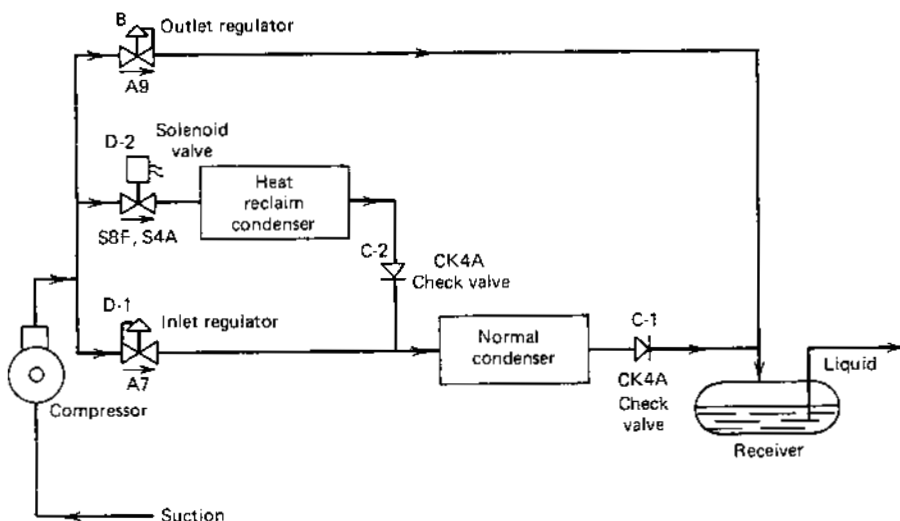 B
Outlet regulator
A9
D-2
Solenoid
valve
S8F, S4A
Heat
reclaim
condenser
C-2
CK4A
Check valve
D-1
Inlet regulator
A7
Compressor
Normal
condenser
C-1
CK4A
Check
valve
Liquid
Receiver
Suction